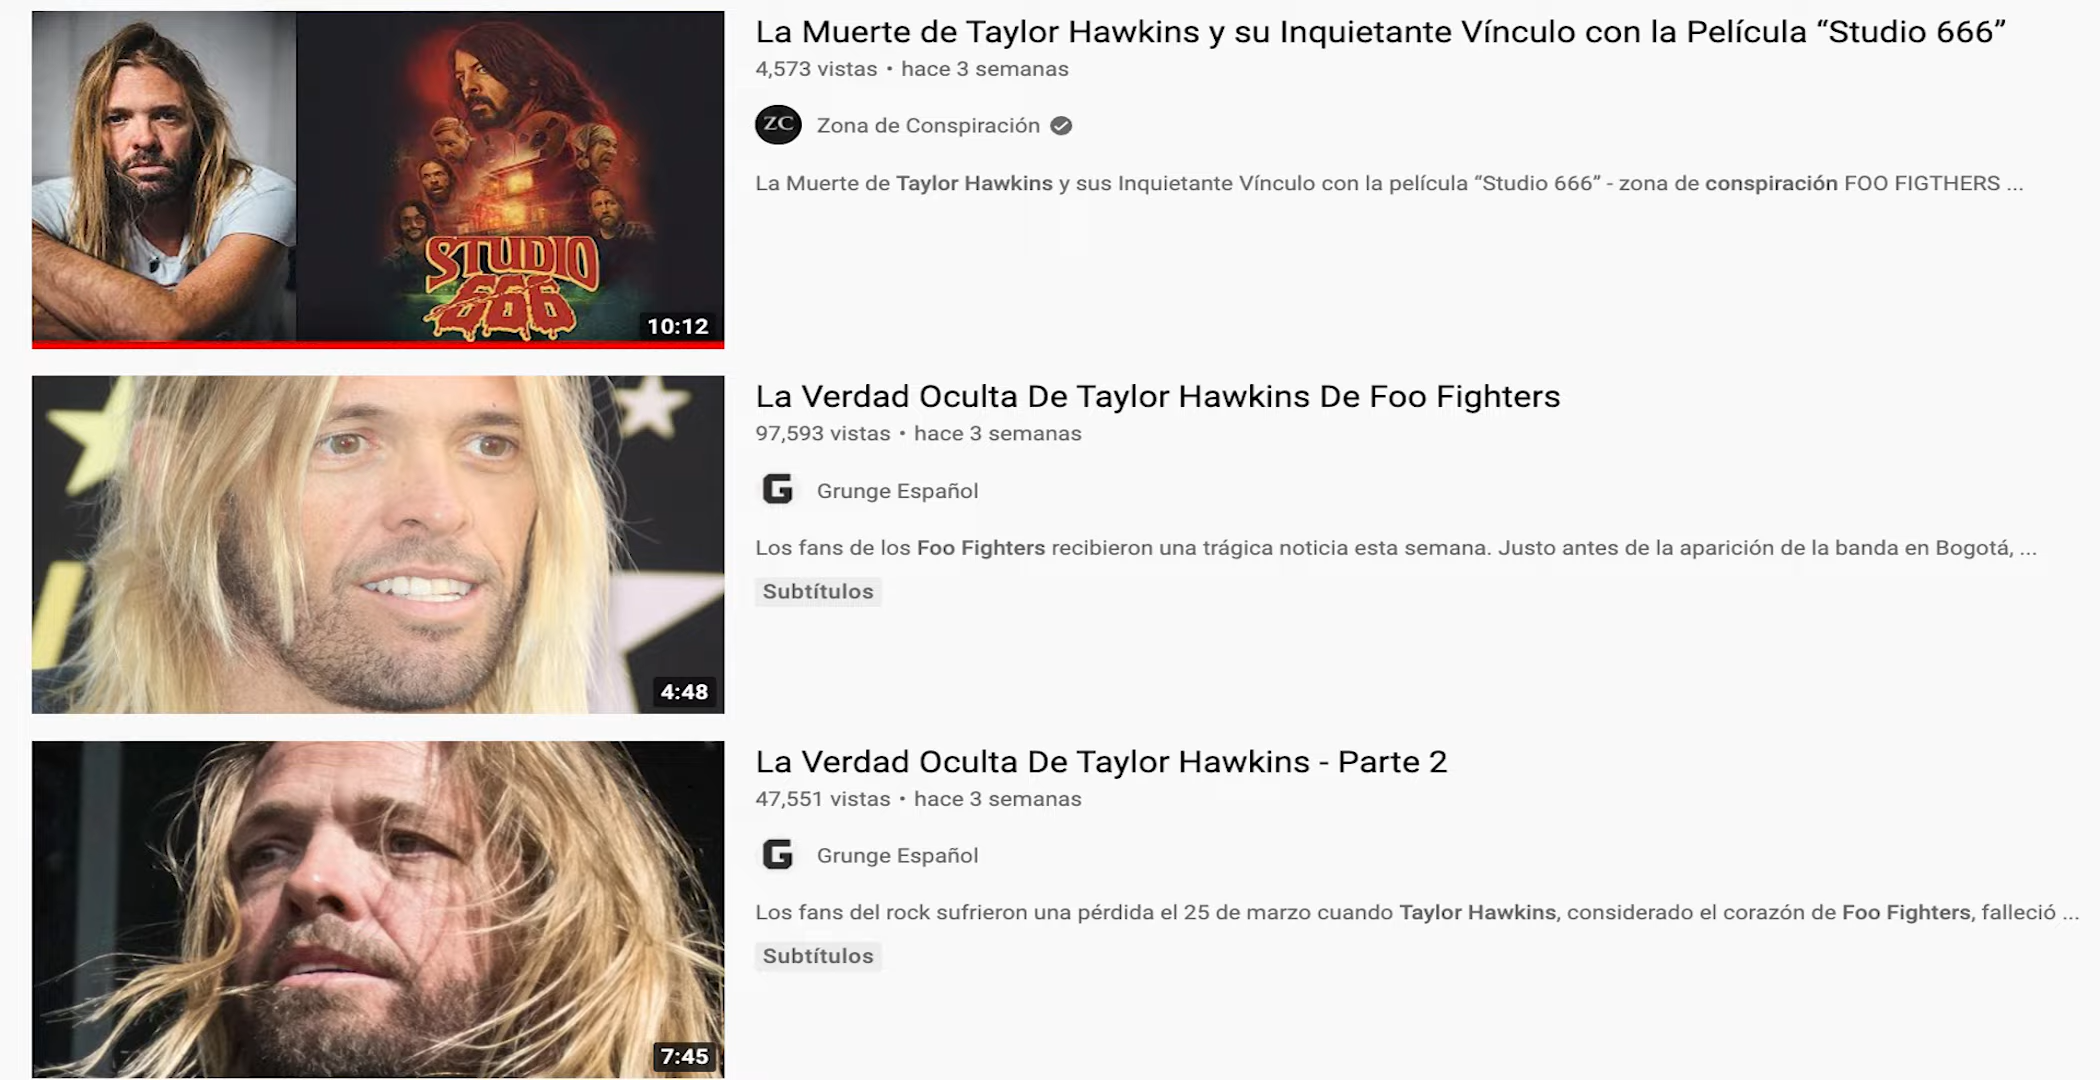 La Muerte de Taylor Hawkins y su Inquietante Vínculo con la Película “Studio 666”
4,573 vistas • hace 3 semanas
ZC Zona de Conspiración
La Muerte de Taylor Hawkins y sus Inquietante Vínculo con la película “Studio 666” - zona de conspiración FOO FIGTHERS ...
STUDIO
666
10:12
La Verdad Oculta De Taylor Hawkins De Foo Fighters
97,593 vistas • hace 3 semanas
G Grunge Español
Los fans de los Foo Fighters recibieron una trágica noticia esta semana. Justo antes de la aparición de la banda en Bogotá, ...
Subtítulos
4:48
La Verdad Oculta De Taylor Hawkins - Parte 2
47,551 vistas • hace 3 semanas
G Grunge Español
Los fans del rock sufrieron una pérdida el 25 de marzo cuando Taylor Hawkins, considerado el corazón de Foo Fighters, falleció ...
Subtítulos
7:45